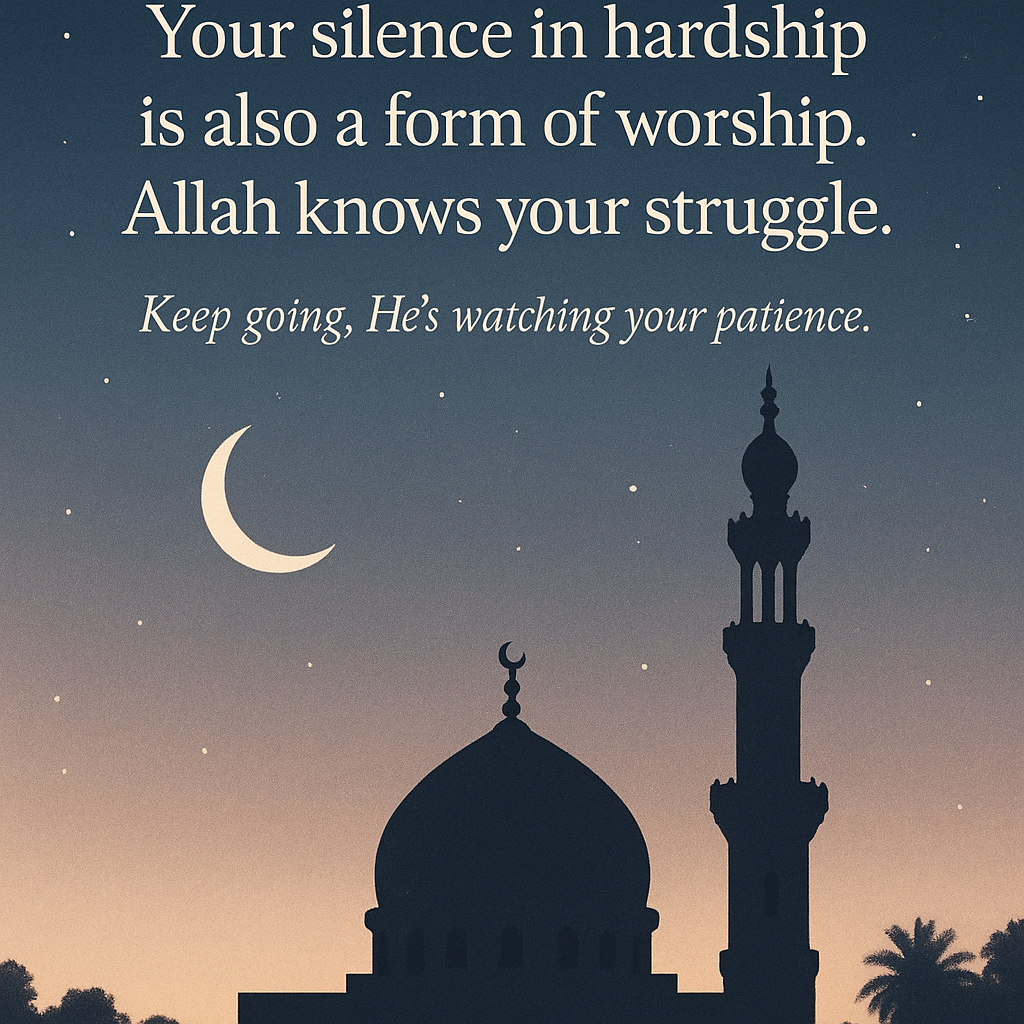 Your silence in hardship
is also a form of worship.
Allah knows your struggle.
Keep going, He’s watching your patience.